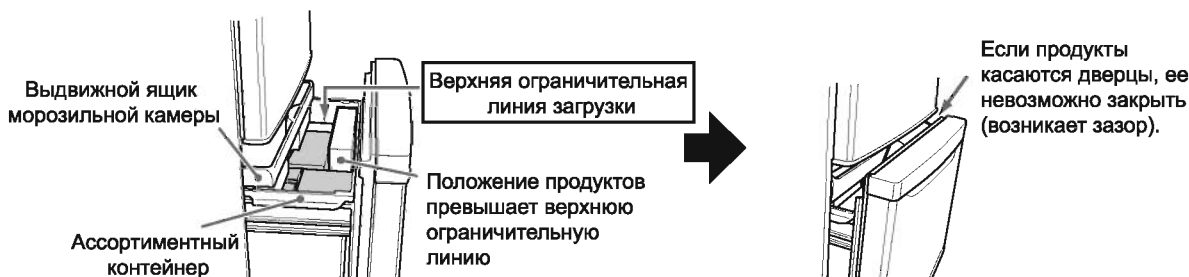 Выдвижной ящик
морозильной камеры
Верхняя ограничительная
линия загрузки
Положение продуктов
превышает верхнюю
ограничительную
линию
Ассортиментный
контейнер
Если продукты
касаются дверцы, ее
невозможно закрыть
(возникает зазор).